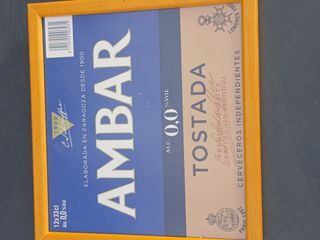 12x33cl
Alc. 0,0 %Vol
ELABORADA EN ZARAGOZA DESDE 1900
AMBAR
ALC 0,0 %VOL
TOSTADA
CERVECEROS INDEPENDIENTES